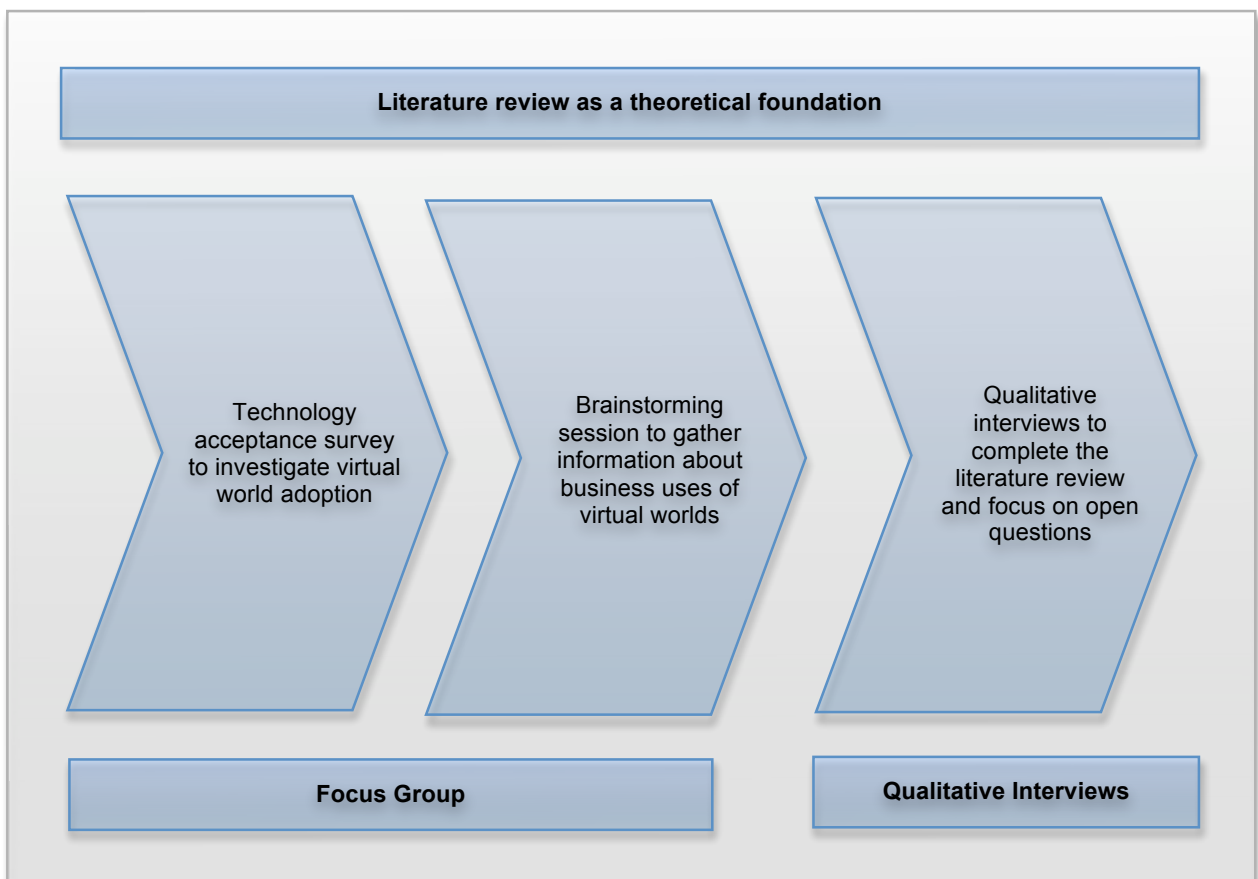 Literature review as a theoretical foundation
Technology
acceptance survey
to investigate virtual
world adoption
Brainstorming
session to gather
information about
business uses of
virtual worlds
Qualitative
interviews to
complete the
literature review
and focus on open
questions
Focus Group
Qualitative Interviews